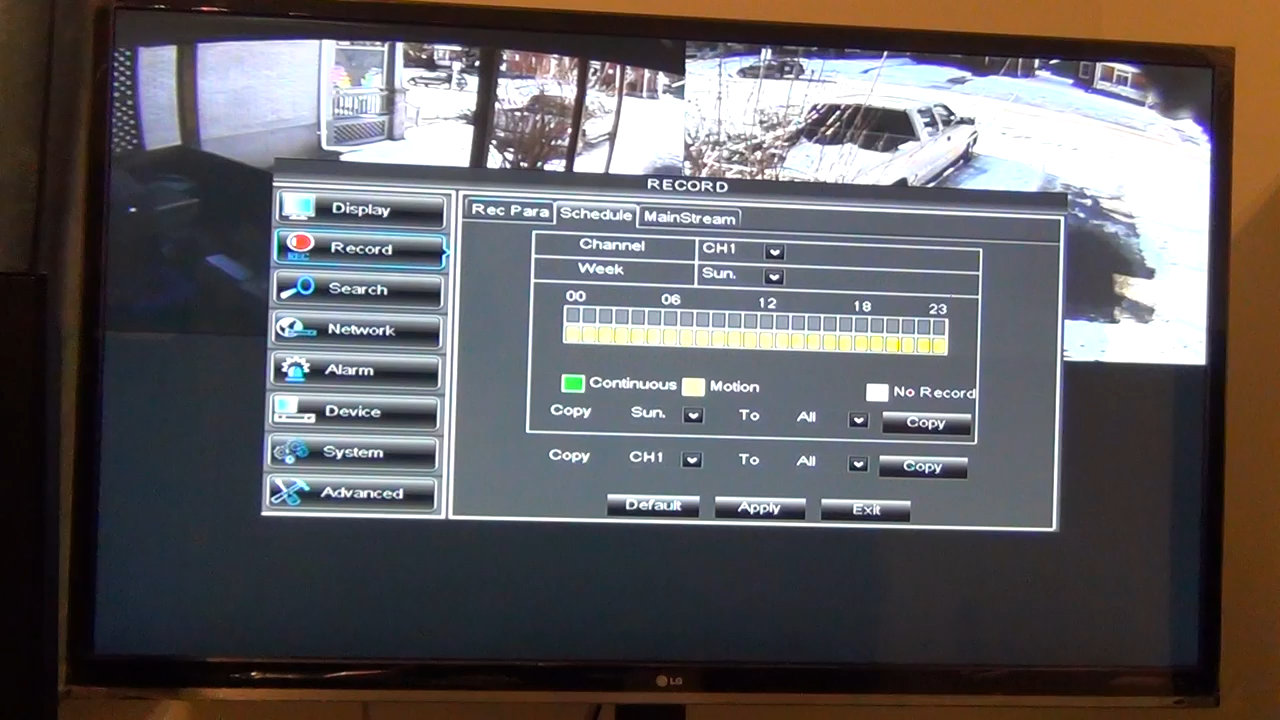 RECORD
Display
Record
REC
Search
Network
Alarm
Device
System
Advanced
Rec Para Schedule MainStream
Channel CH1
Week Sun.
00 06 12 18 23
Continuous Motion No Record
Copy Sun. To All Copy
Copy CH1 To All Copy
Default Apply Exit
LG